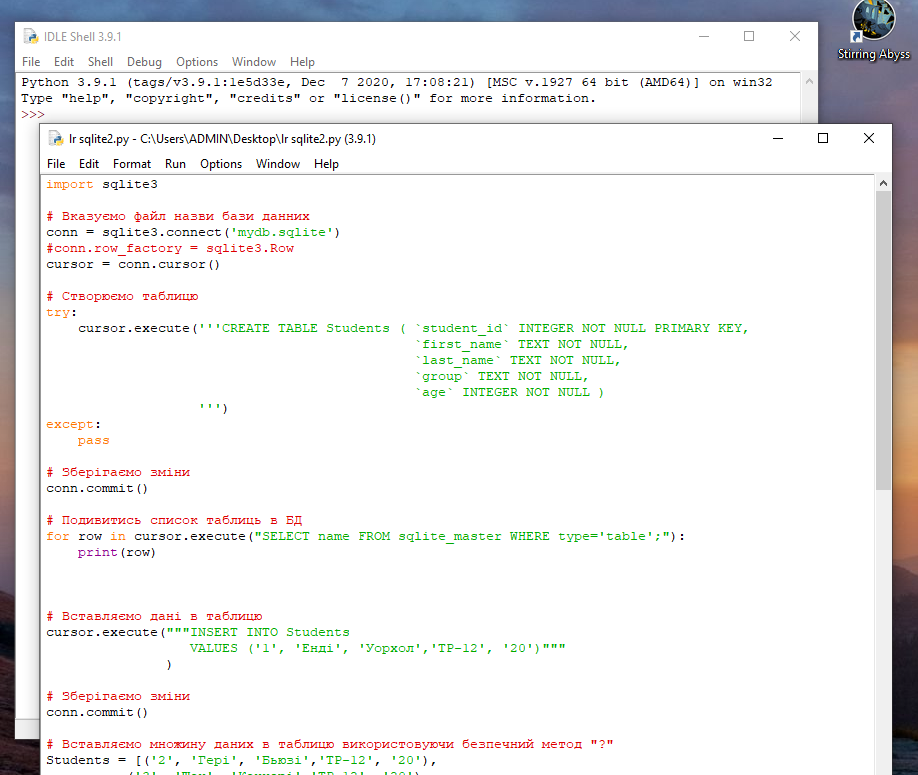 IDLE Shell 3.9.1
Stirring Abyss
File Edit Shell Debug Options Window Help
Python 3.9.1 (tags/v3.9.1:1e5d33e, Dec  7 2020, 17:08:21) [MSC v.1927 64 bit (AMD64)] on win32
Type "help", "copyright", "credits" or "license()" for more information.
>>>
lr sqlite2.py - C:\Users\ADMIN\Desktop\lr sqlite2.py (3.9.1)
File Edit Format Run Options Window Help
import sqlite3
# Вказуємо файл назви бази данних
conn = sqlite3.connect('mydb.sqlite')
#conn.row_factory = sqlite3.Row
cursor = conn.cursor()
# Створюємо таблицю
try:
    cursor.execute('''CREATE TABLE Students ( `student_id` INTEGER NOT NULL PRIMARY KEY,
                                              `first_name` TEXT NOT NULL,
                                              `last_name` TEXT NOT NULL,
                                              `group` TEXT NOT NULL,
                                              `age` INTEGER NOT NULL )
                   ''')
except:
    pass
# Зберігаємо зміни
conn.commit()
# Подивитись список таблиць в БД
for row in cursor.execute("SELECT name FROM sqlite_master WHERE type='table';"):
    print(row)
# Вставляємо дані в таблицю
cursor.execute("""INSERT INTO Students
                  VALUES ('1', 'Енді', 'Уорхол','ТР-12', '20')"""
               )
# Зберігаємо зміни
conn.commit()
# Вставляємо множину даних в таблицю використовуючи безпечний метод "?"
Students = [('2', 'Гері', 'Бьюзі','ТР-12', '20'),